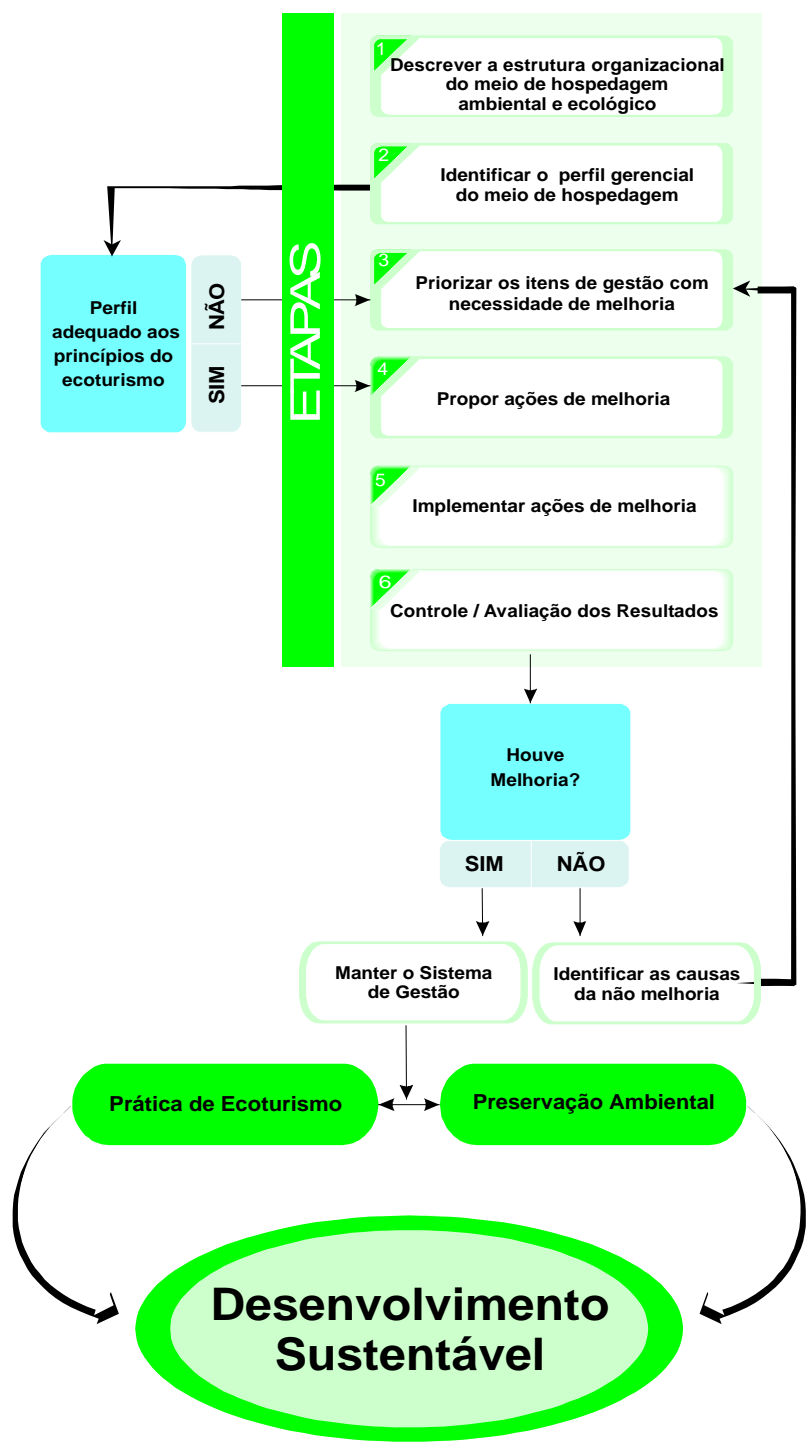 ETAPAS
1
Descrever a estrutura organizacional
do meio de hospedagem
ambiental e ecológico
2
Identificar o perfil gerencial
do meio de hospedagem
3
Priorizar os itens de gestão com
necessidade de melhoria
Perfil
adequado aos
princípios do
ecoturismo
NÃO
SIM
4
Propor ações de melhoria
5
Implementar ações de melhoria
6
Controle / Avaliação dos Resultados
Houve
Melhoria?
SIM
NÃO
Manter o Sistema
de Gestão
Identificar as causas
da não melhoria
Prática de Ecoturismo
Preservação Ambiental
Desenvolvimento
Sustentável